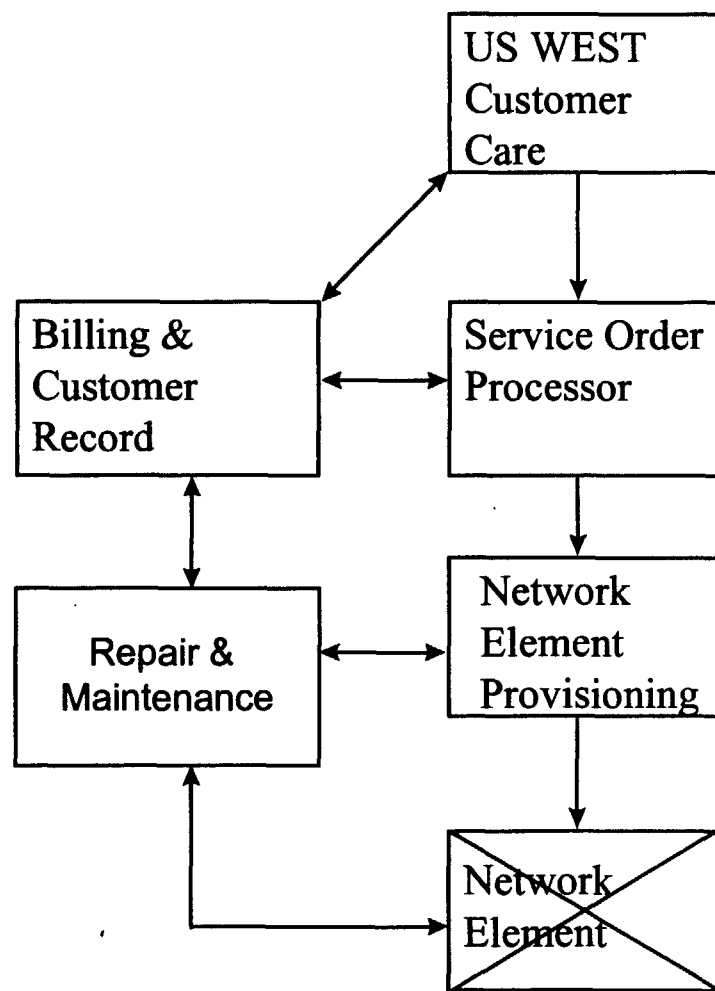 US WEST
Customer
Care
Billing &
Customer
Record
Service Order
Processor
Repair &
Maintenance
Network
Element
Provisioning
Network
Element